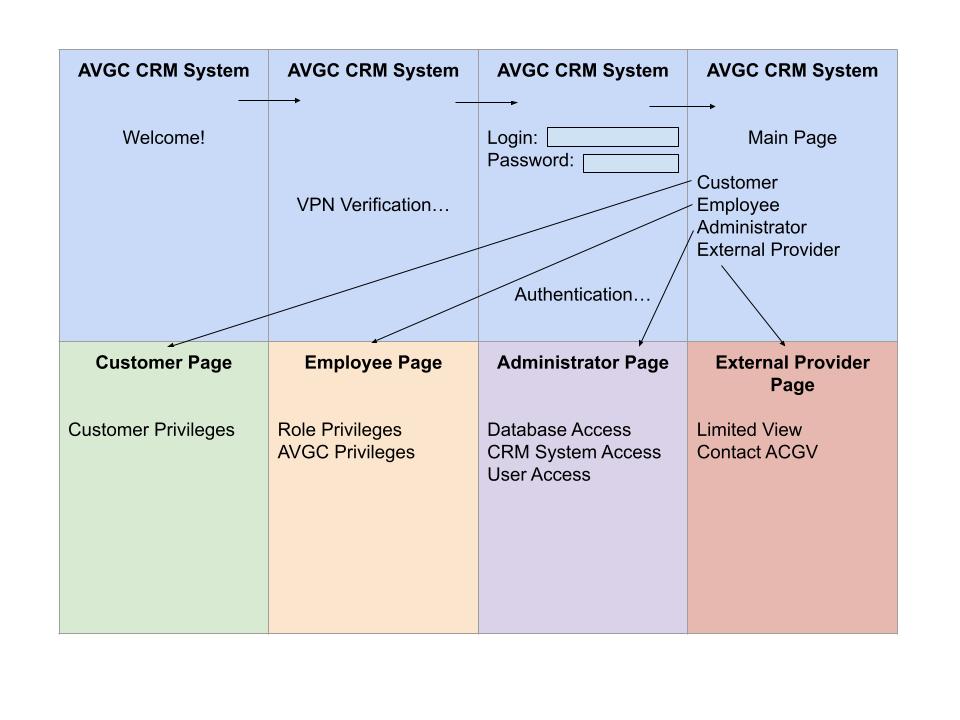 AVGC CRM System
Welcome!
AVGC CRM System
VPN Verification…
AVGC CRM System
Login:
Password:
Authentication…
AVGC CRM System
Main Page
Customer
Employee
Administrator
External Provider
Customer Page
Customer Privileges
Employee Page
Role Privileges
AVGC Privileges
Administrator Page
Database Access
CRM System Access
User Access
External Provider
Page
Limited View
Contact ACGV